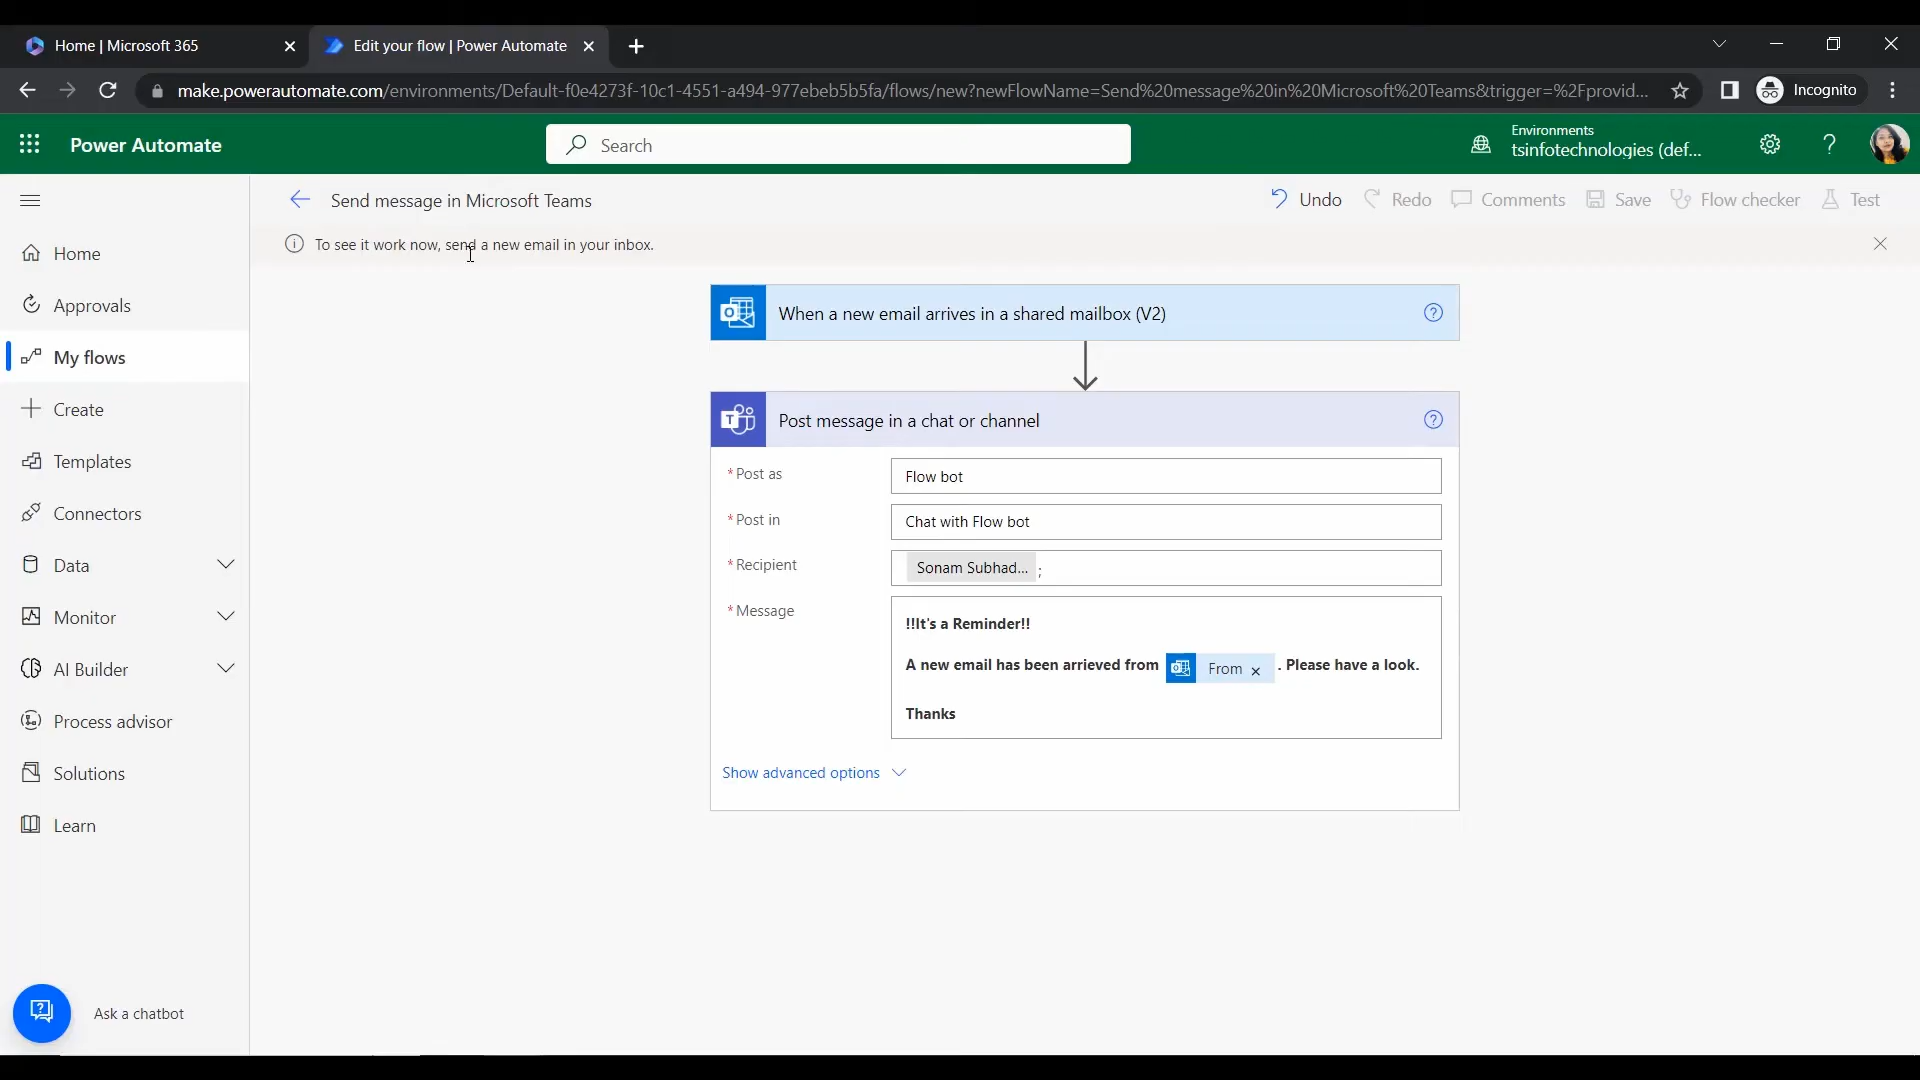 Home | Microsoft 365
Edit your flow | Power Automate
make.powerautomate.com/environments/Default-f0e4273f-10c1-4551-a494-977ebeb5b5fa/flows/new?newFlowName=Send%20message%20in%20Microsoft%20Teams&trigger=%2Fprovid...
Incognito
Power Automate
Search
Environments
tsinfotechnologies (def...
Send message in Microsoft Teams
Undo
Redo
Comments
Save
Flow checker
Test
To see it work now, send a new email in your inbox.
Home
Approvals
My flows
Create
Templates
Connectors
Data
Monitor
AI Builder
Process advisor
Solutions
Learn
Ask a chatbot
When a new email arrives in a shared mailbox (V2)
Post message in a chat or channel
*Post as
Flow bot
*Post in
Chat with Flow bot
*Recipient
Sonam Subhad... ;
*Message
!!It's a Reminder!!
A new email has been arrieved from From × . Please have a look.
Thanks
Show advanced options